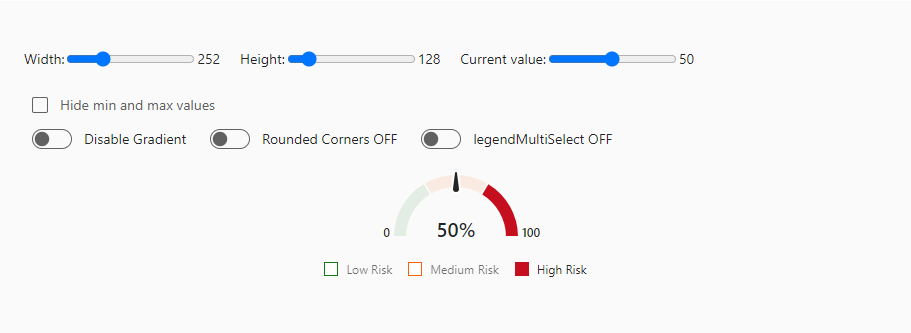 Width: 252 Height: 128 Current value: 50
Hide min and max values
Disable Gradient Rounded Corners OFF legendMultiSelect OFF
0 50% 100
Low Risk Medium Risk High Risk